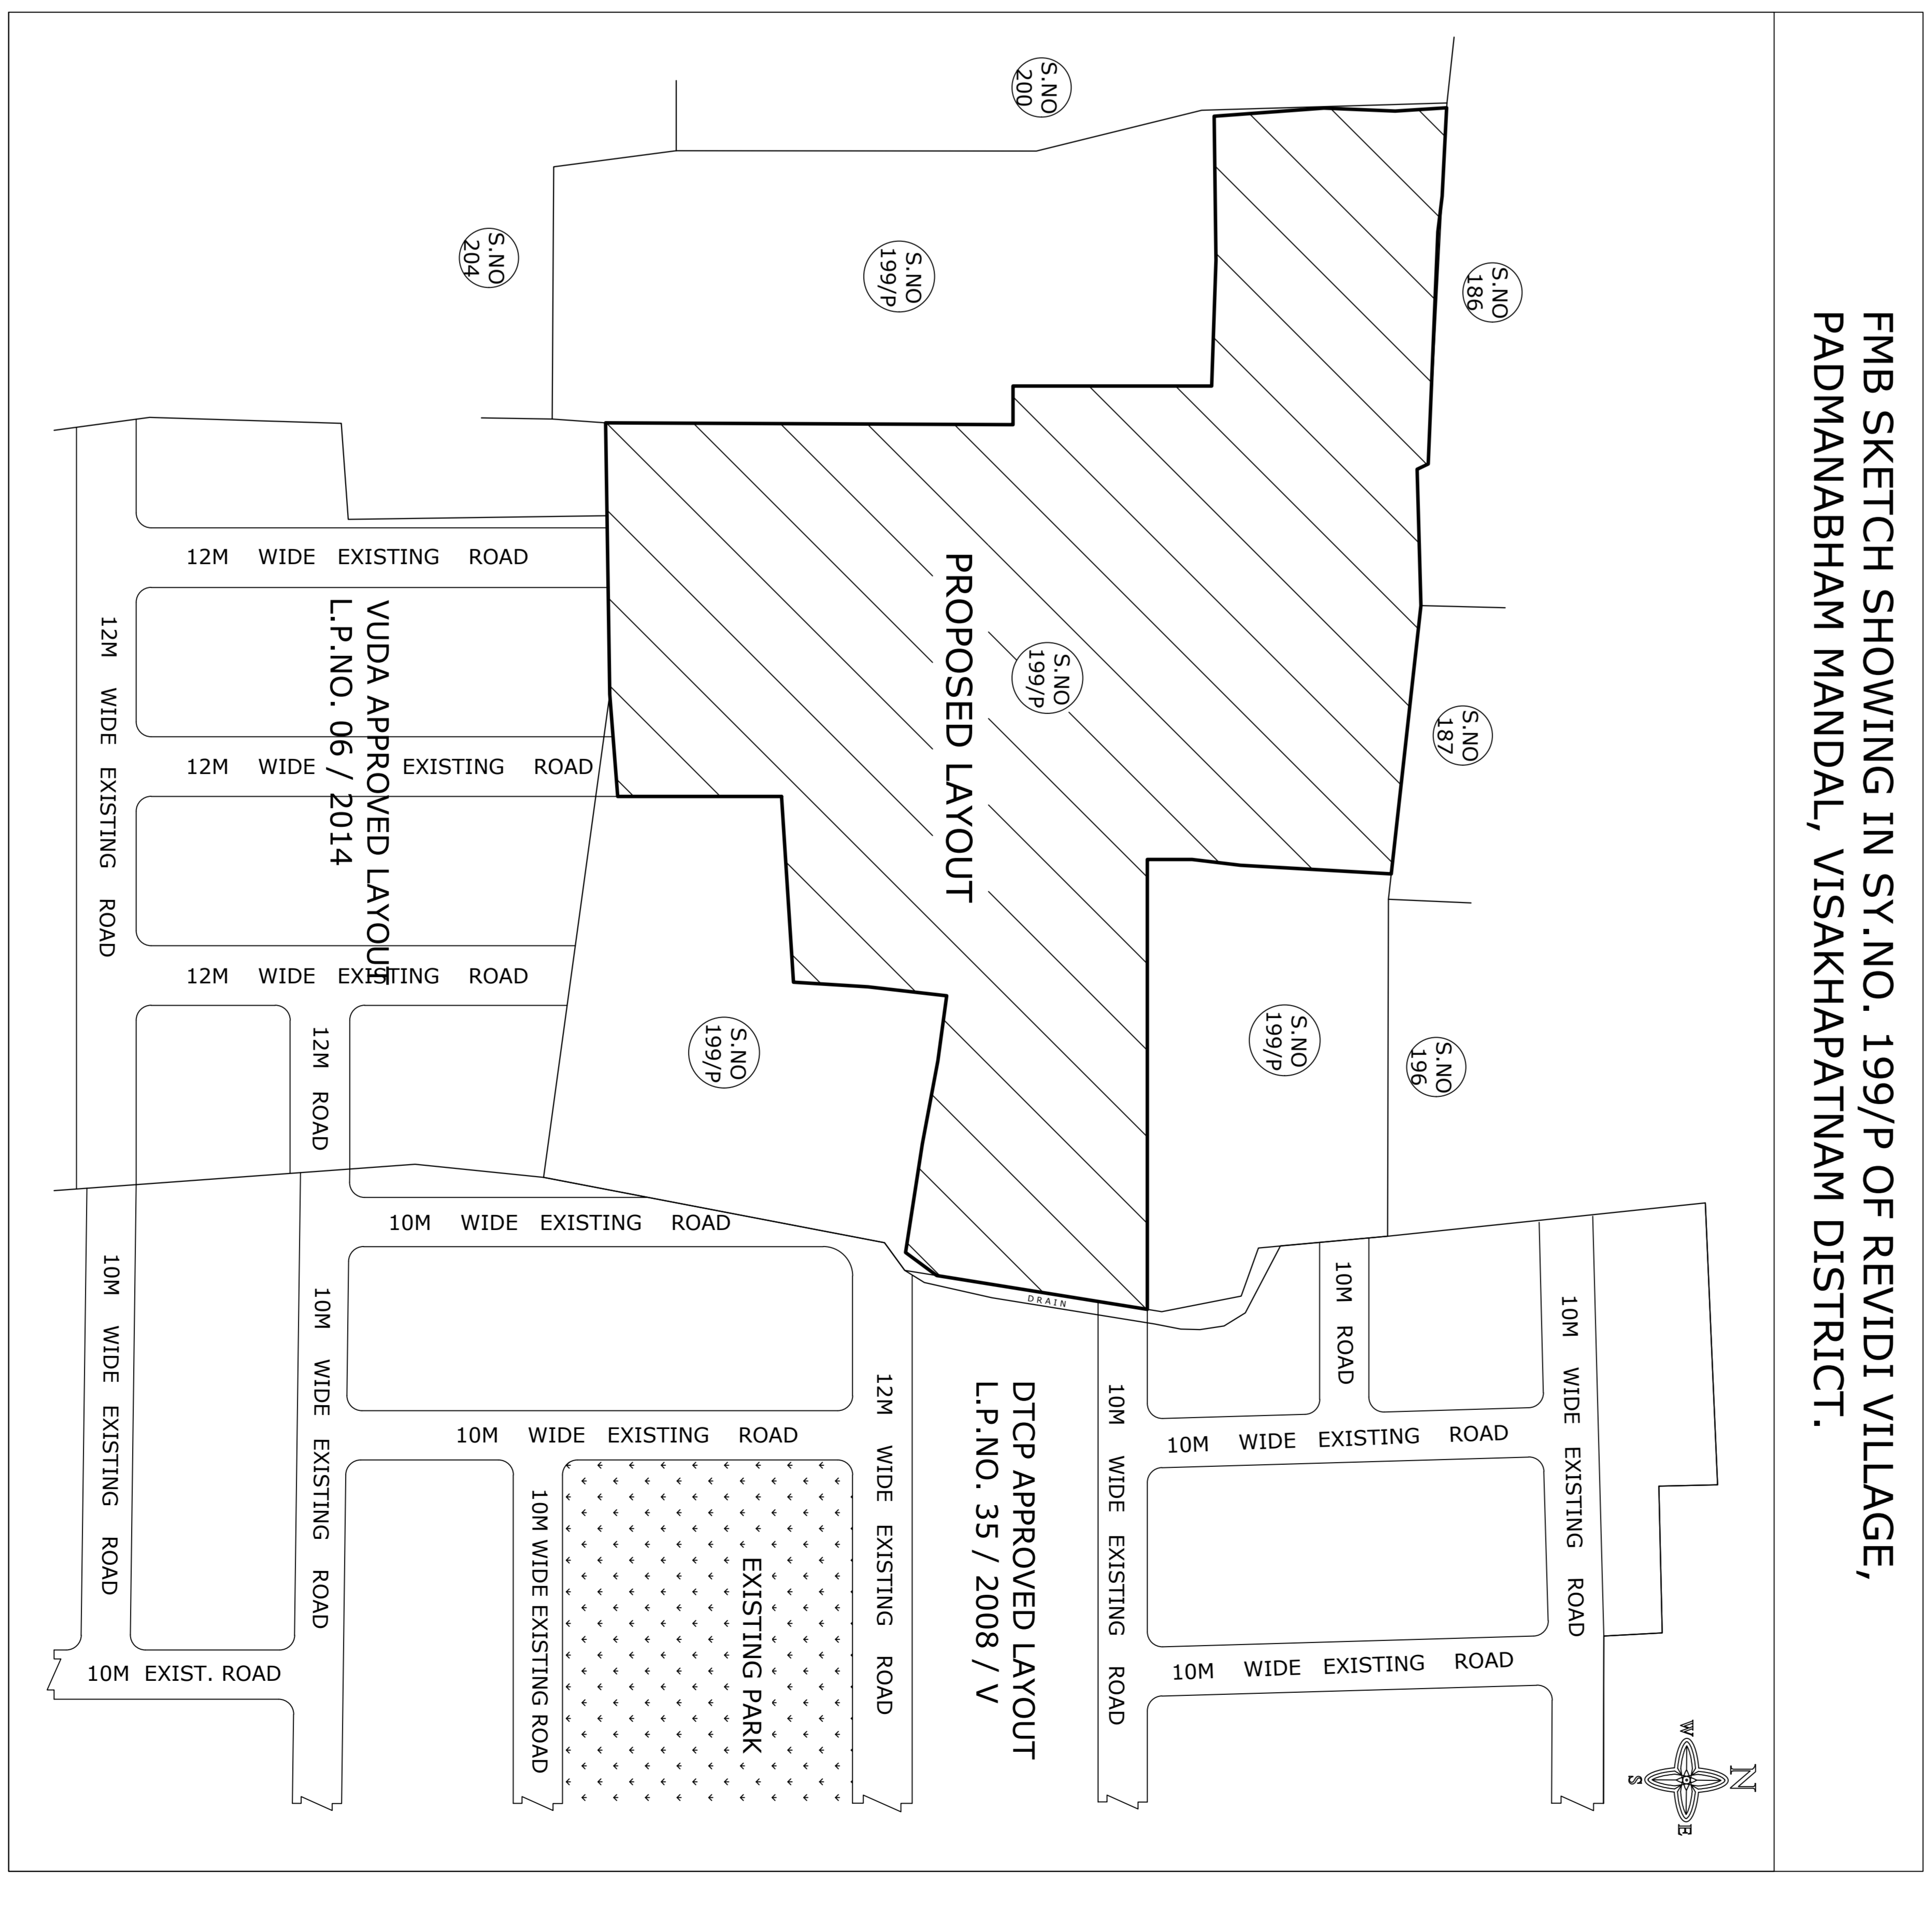 FMB SKETCH SHOWING IN SY.NO. 199/P OF REVIDI VILLAGE,
PADMANABHAM MANDAL, VISAKHAPATNAM DISTRICT.
S.NO
200
S.NO
204
S.NO
199/P
S.NO
186
S.NO
187
S.NO
196
PROPOSED LAYOUT
S.NO
199/P
S.NO
199/P
S.NO
199/P
12M WIDE EXISTING ROAD
12M WIDE EXISTING ROAD
12M WIDE EXISTING ROAD
12M WIDE EXISTING ROAD
VUDA APPROVED LAYOUT
L.P.NO. 06 / 2014
12M ROAD
10M WIDE EXISTING ROAD
10M WIDE EXISTING ROAD
10M WIDE EXISTING ROAD
10M WIDE EXISTING ROAD
10M WIDE EXISTING ROAD
10M EXIST. ROAD
EXISTING PARK
12M WIDE EXISTING ROAD
DRAIN
DTCP APPROVED LAYOUT
L.P.NO. 35 / 2008 / V
10M WIDE EXISTING ROAD
10M ROAD
10M WIDE EXISTING ROAD
10M WIDE EXISTING ROAD
10M WIDE EXISTING ROAD
N
W
E
S